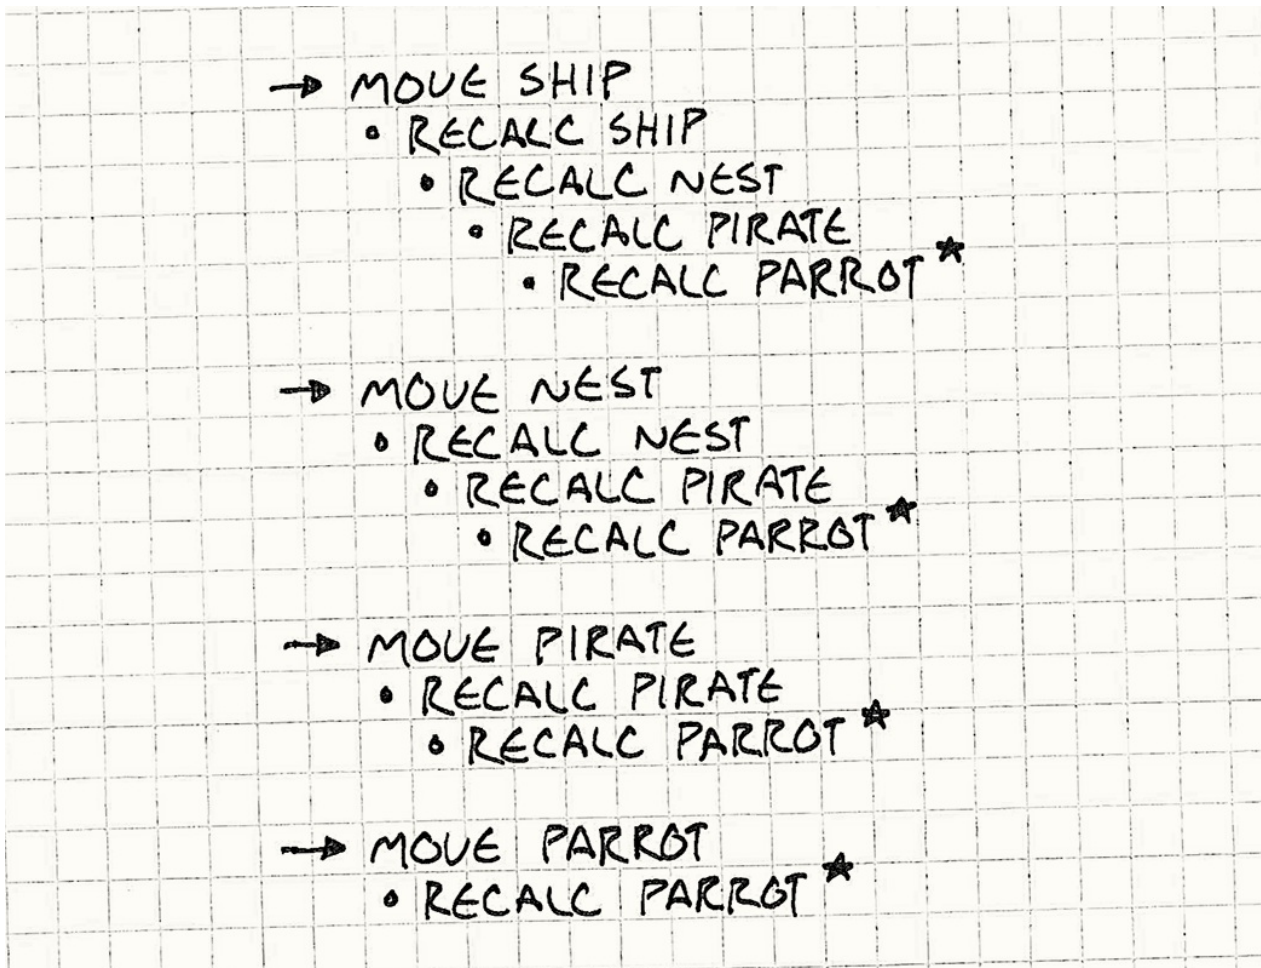 → MOVE SHIP
• RECALC SHIP
• RECALC NEST
• RECALC PIRATE
• RECALC PARROT ★
→ MOVE NEST
• RECALC NEST
• RECALC PIRATE
• RECALC PARROT ★
→ MOVE PIRATE
• RECALC PIRATE
• RECALC PARROT ★
→ MOVE PARROT
• RECALC PARROT ★